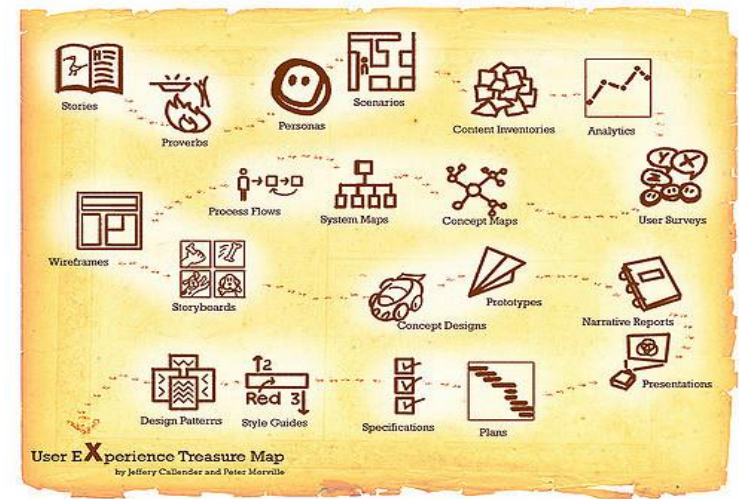 Stories
Proverbs
Personas
Scenarios
Content Inventories
Analytics
Process Flows
System Maps
Concept Maps
User Surveys
Wireframes
Storyboards
Concept Designs
Prototypes
Narrative Reports
Design Patterns
2
Red 3
Style Guides
Specifications
Plans
Presentations
User EXperience Treasure Map
by Jeffery Callender and Peter Morville